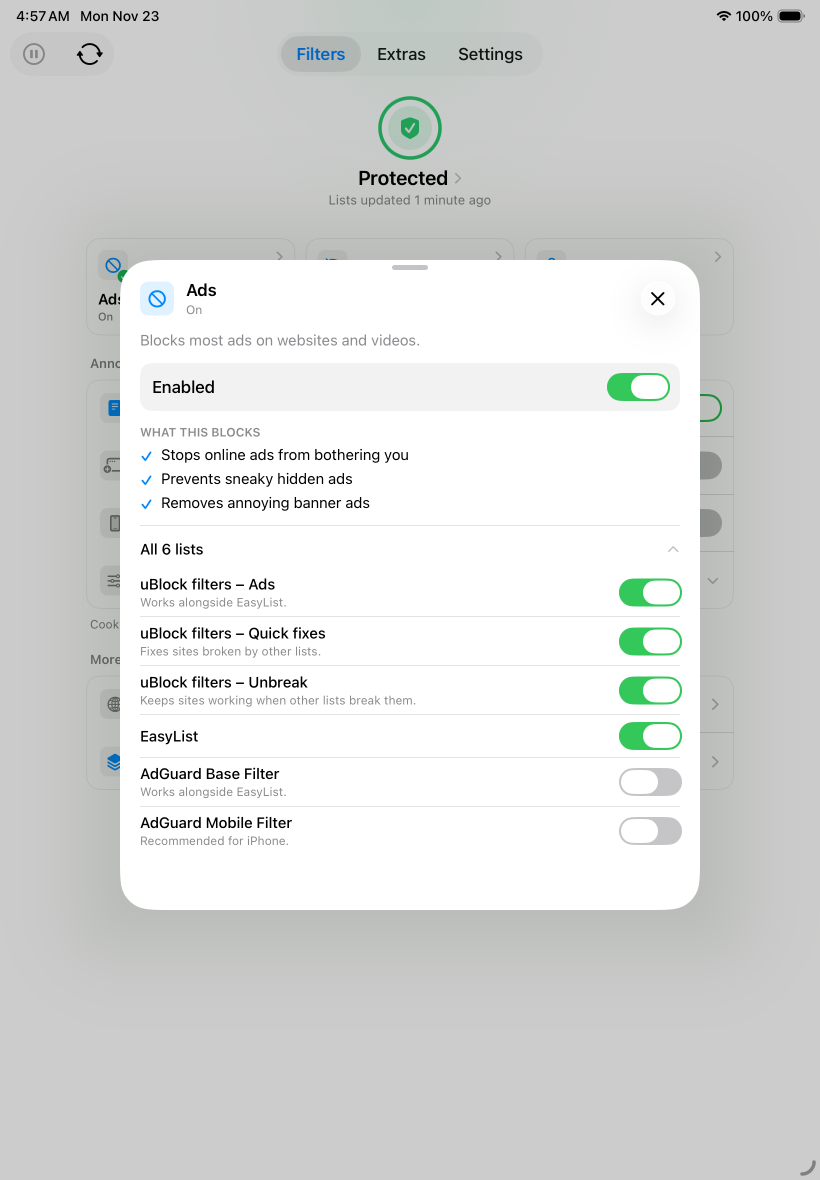 4:57 AM Mon Nov 23
100%
Filters
Extras
Settings
Protected
Lists updated 1 minute ago
Ads
On
Ads
On
Blocks most ads on websites and videos.
Enabled
WHAT THIS BLOCKS
Stops online ads from bothering you
Prevents sneaky hidden ads
Removes annoying banner ads
All 6 lists
uBlock filters – Ads
Works alongside EasyList.
uBlock filters – Quick fixes
Fixes sites broken by other lists.
uBlock filters – Unbreak
Keeps sites working when other lists break them.
EasyList
AdGuard Base Filter
Works alongside EasyList.
AdGuard Mobile Filter
Recommended for iPhone.
Anno
Cook
More